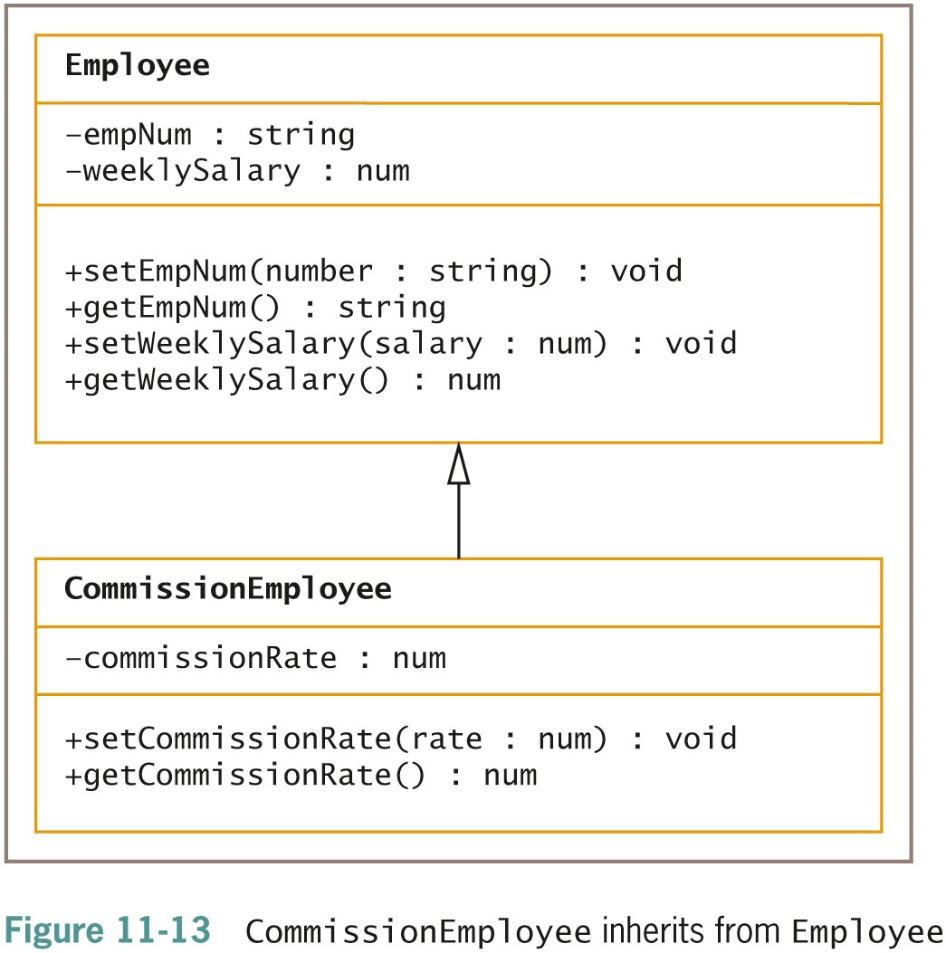 Employee
–empNum : string
–weeklySalary : num
+setEmpNum(number : string) : void
+getEmpNum() : string
+setWeeklySalary(salary : num) : void
+getWeeklySalary() : num
CommissionEmployee
–commissionRate : num
+setCommissionRate(rate : num) : void
+getCommissionRate() : num
Figure 11-13 CommissionEmployee inherits from Employee